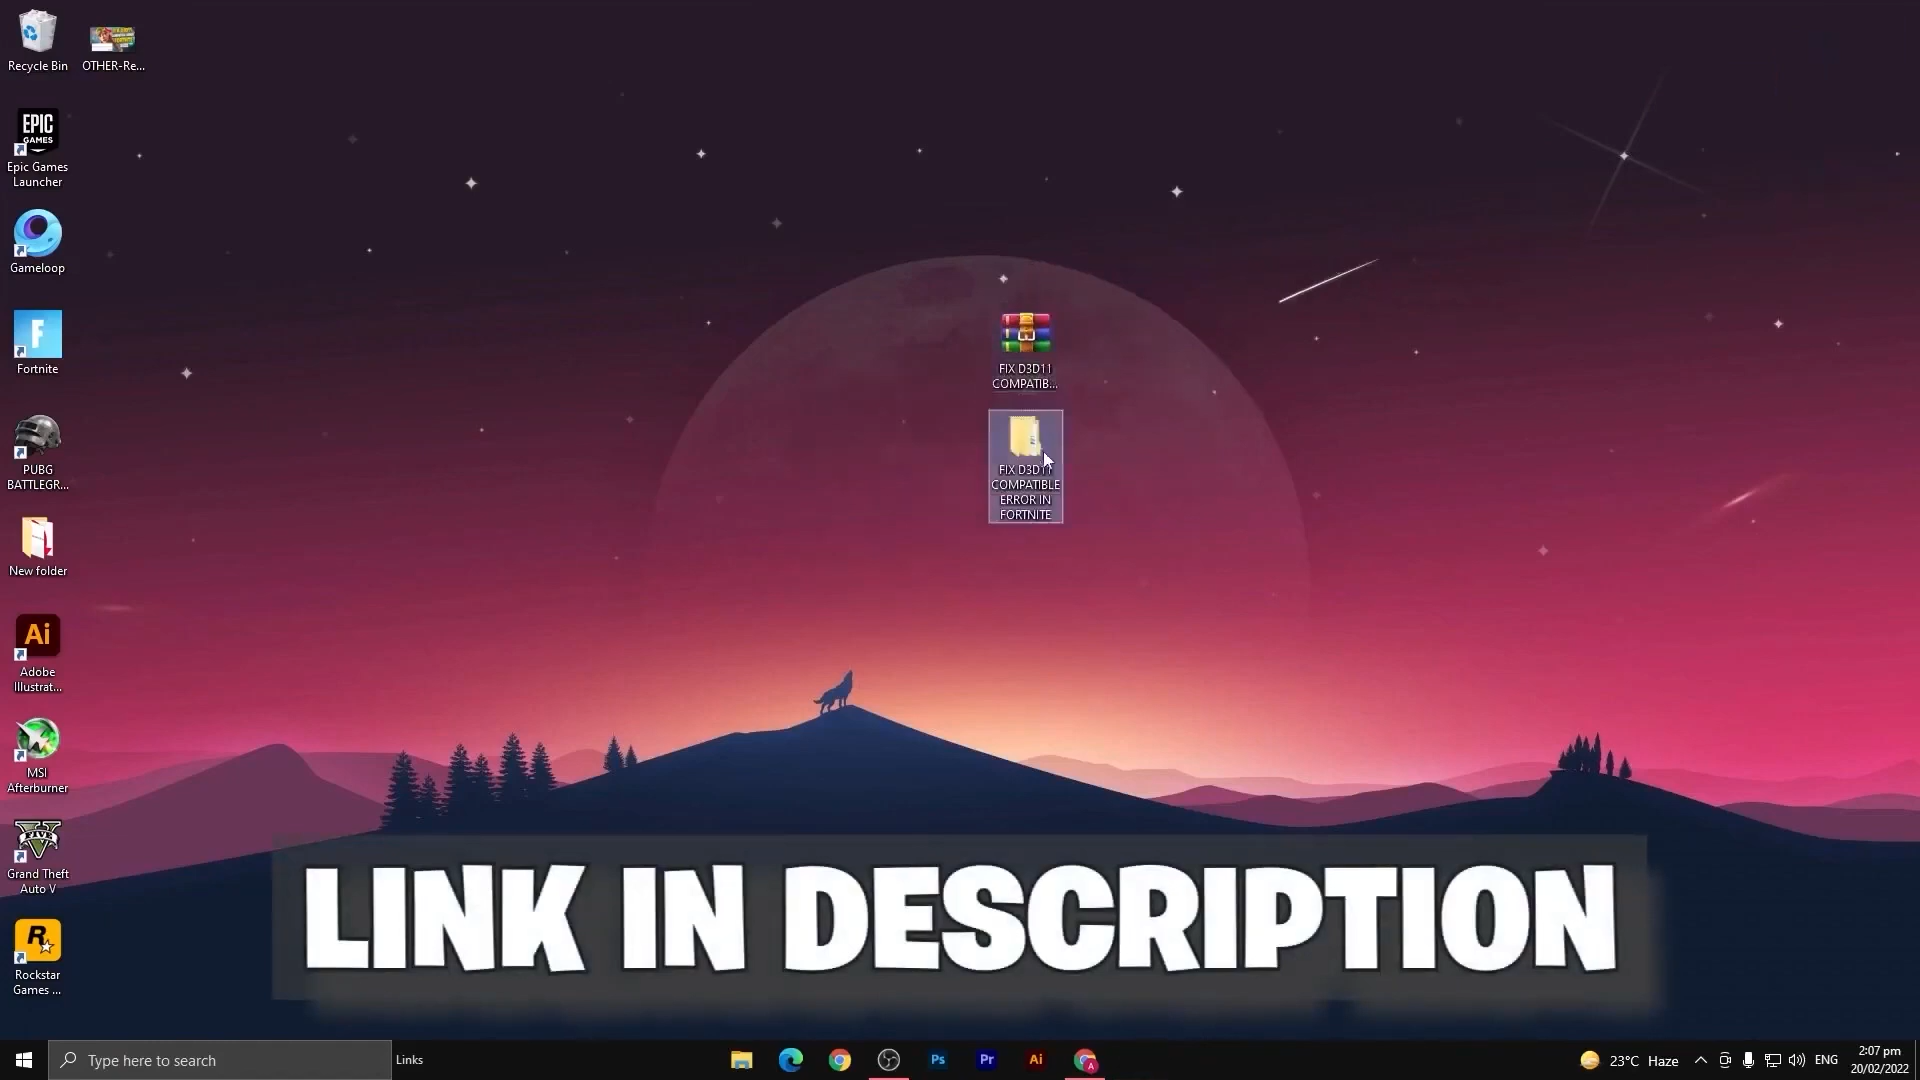 Recycle Bin
OTHER-Re...
EPIC
GAMES
Epic Games
Launcher
Gameloop
F
Fortnite
PUBG
BATTLEGR...
New folder
Ai
Adobe
Illustrat...
MSI
Afterburner
V
FIVE
Grand Theft
Auto V
R
Rockstar
Games ...
FIX D3D11
COMPATIB...
FIX D3D11
COMPATIBLE
ERROR IN
FORTNITE
LINK IN DESCRIPTION
Type here to search
Links
Ps
Pr
Ai
A
23°C Haze
ENG
2:07 pm
20/02/2022